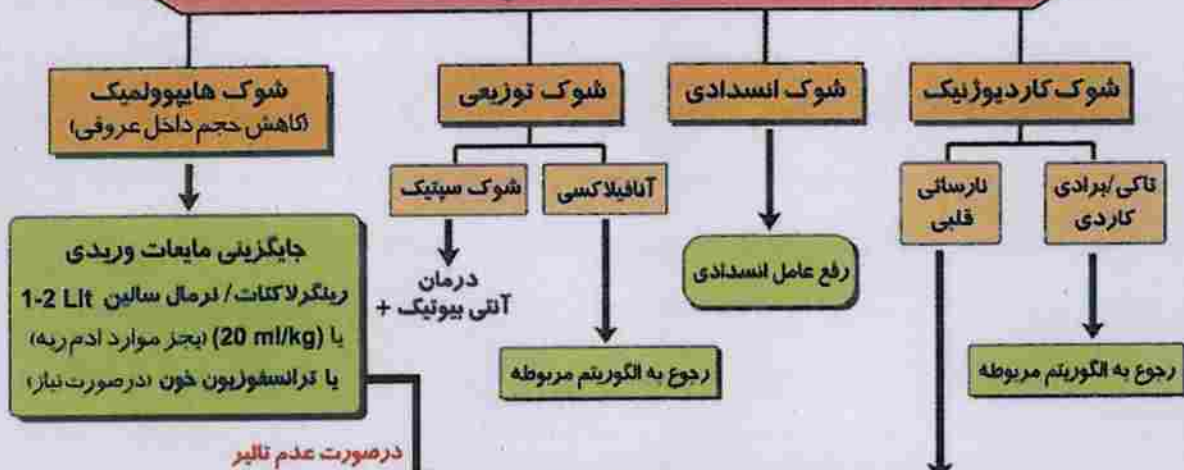 شوک کاردیوژنیک
شوک انسدادی
شوک توزیعی
شوک هایپوولمیک
(کاهش حجم داخل عروقی)
تاکی/برادی
کاردی
نارسائی
قلبی
آنافیلاکسی
شوک سپتیک
رجوع به الگوریتم مربوطه
رفع عامل انسدادی
رجوع به الگوریتم مربوطه
درمان
آنتی بیوتیک +
جایگزینی مایعات وریدی
رینگرلاکتات/ نرمال سالین 1-2 Lit
یا (20 ml/kg) (بجز موارد ادم ریه)
یا ترانسفوزیون خون (درصورت نیاز)
درصورت عدم تاثیر